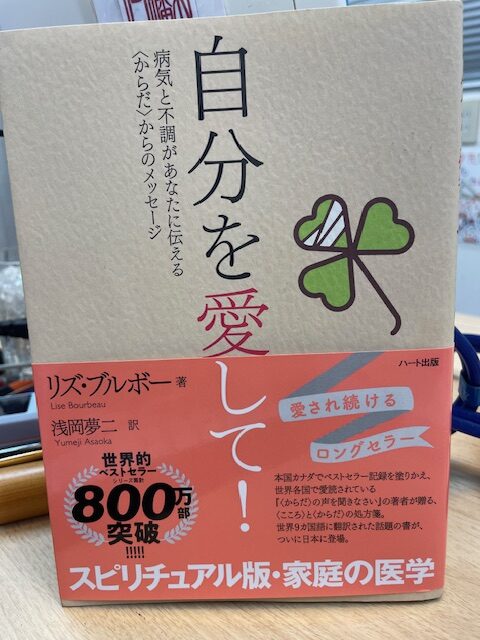 自分を愛して！
病気と不調があなたに伝える
〈からだ〉からのメッセージ
リズ・ブルボー 著
Lise Bourbeau
浅岡夢二 訳
Yumeji Asaoka
ハート出版
愛され続ける
ロングセラー
世界的
ベストセラー
シリーズ累計
800万部
突破
!!!!!
本国カナダでベストセラー記録を塗りかえ、
世界各国で愛読されている
『〈からだ〉の声を聞きなさい』の著者が贈る、
〈こころ〉と〈からだ〉の処方箋。
世界9カ国語に翻訳された話題の書が、
ついに日本に登場。
スピリチュアル版・家庭の医学